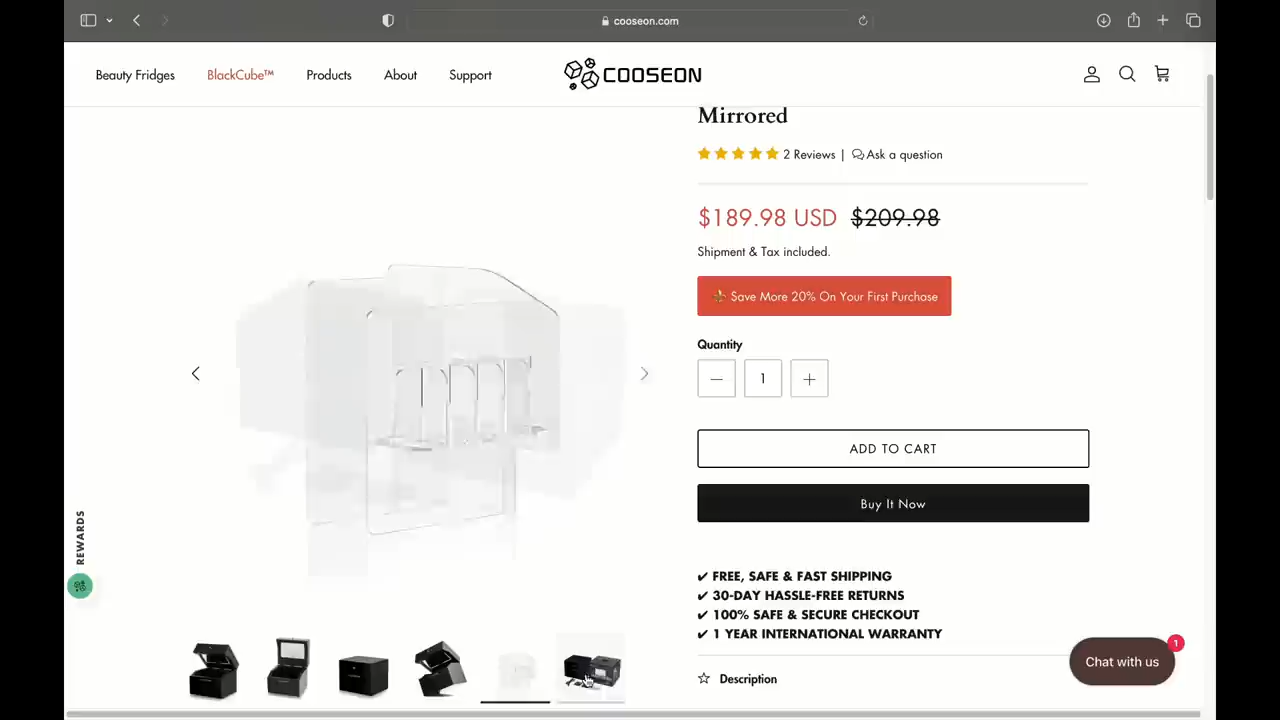 cooseon.com
Beauty Fridges
BlackCube™
Products
About
Support
COOSEON
Mirrored
2 Reviews | Ask a question
$189.98 USD $209.98
Shipment & Tax included.
Save More 20% On Your First Purchase
Quantity
1
ADD TO CART
Buy It Now
✔ FREE, SAFE & FAST SHIPPING
✔ 30-DAY HASSLE-FREE RETURNS
✔ 100% SAFE & SECURE CHECKOUT
✔ 1 YEAR INTERNATIONAL WARRANTY
Description
REWARDS
Chat with us
1